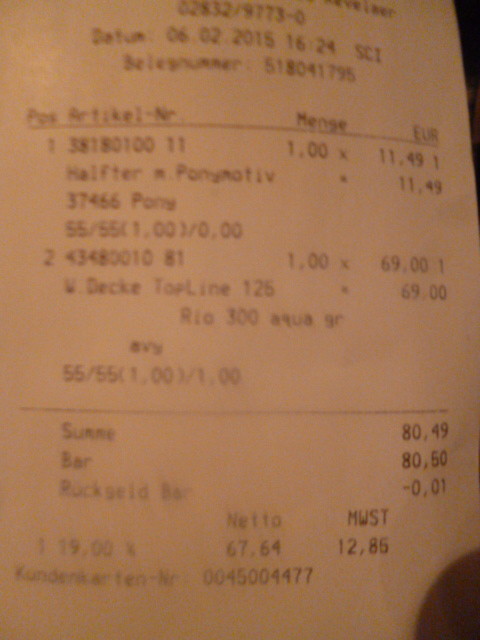 Kevelaer
02832/9773-0
Datum: 06.02.2015 16:24 SCI
Belegnummer: 518041795
Pos Artikel-Nr. Menge EUR
1 38180100 11 1,00 x 11,49 1
Halfter m.Ponymotiv * 11,49
37466 Pony
55/55(1,00)/0,00
2 43480010 81 1,00 x 69,00 1
W.Decke TopLine 125 * 69,00
Rio 300 aqua gr
avy
55/55(1,00)/1,00
Summe 80,49
Bar 80,50
Rückgeld Bar -0,01
Netto MWST
1 19,00 % 67,64 12,85
Kundenkarten-Nr. 0045004477